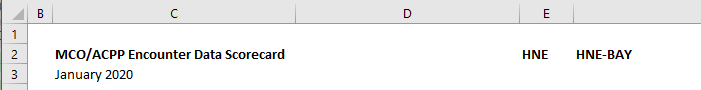 B C D E
1
2 MCO/ACPP Encounter Data Scorecard HNE HNE-BAY
3 January 2020